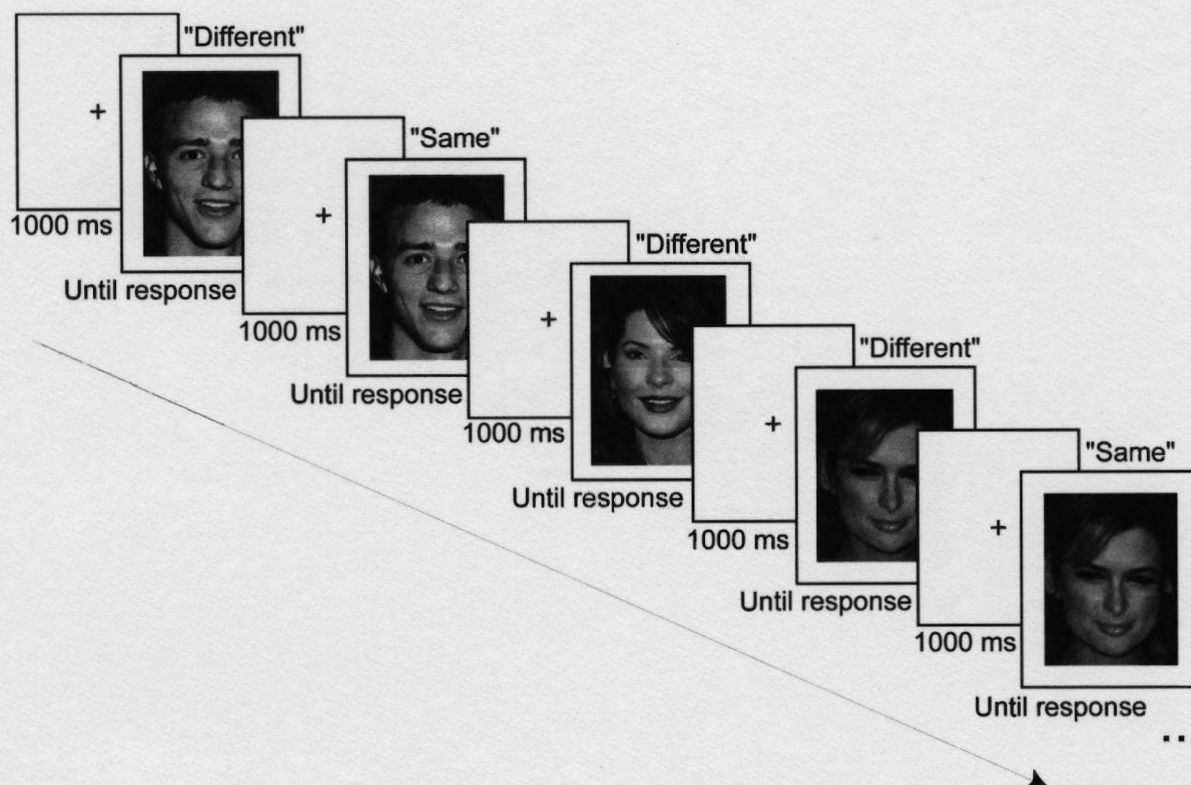 "Different"
+
1000 ms
Until response
"Same"
+
1000 ms
Until response
"Different"
+
1000 ms
Until response
"Different"
+
1000 ms
Until response
"Same"
+
1000 ms
Until response
..